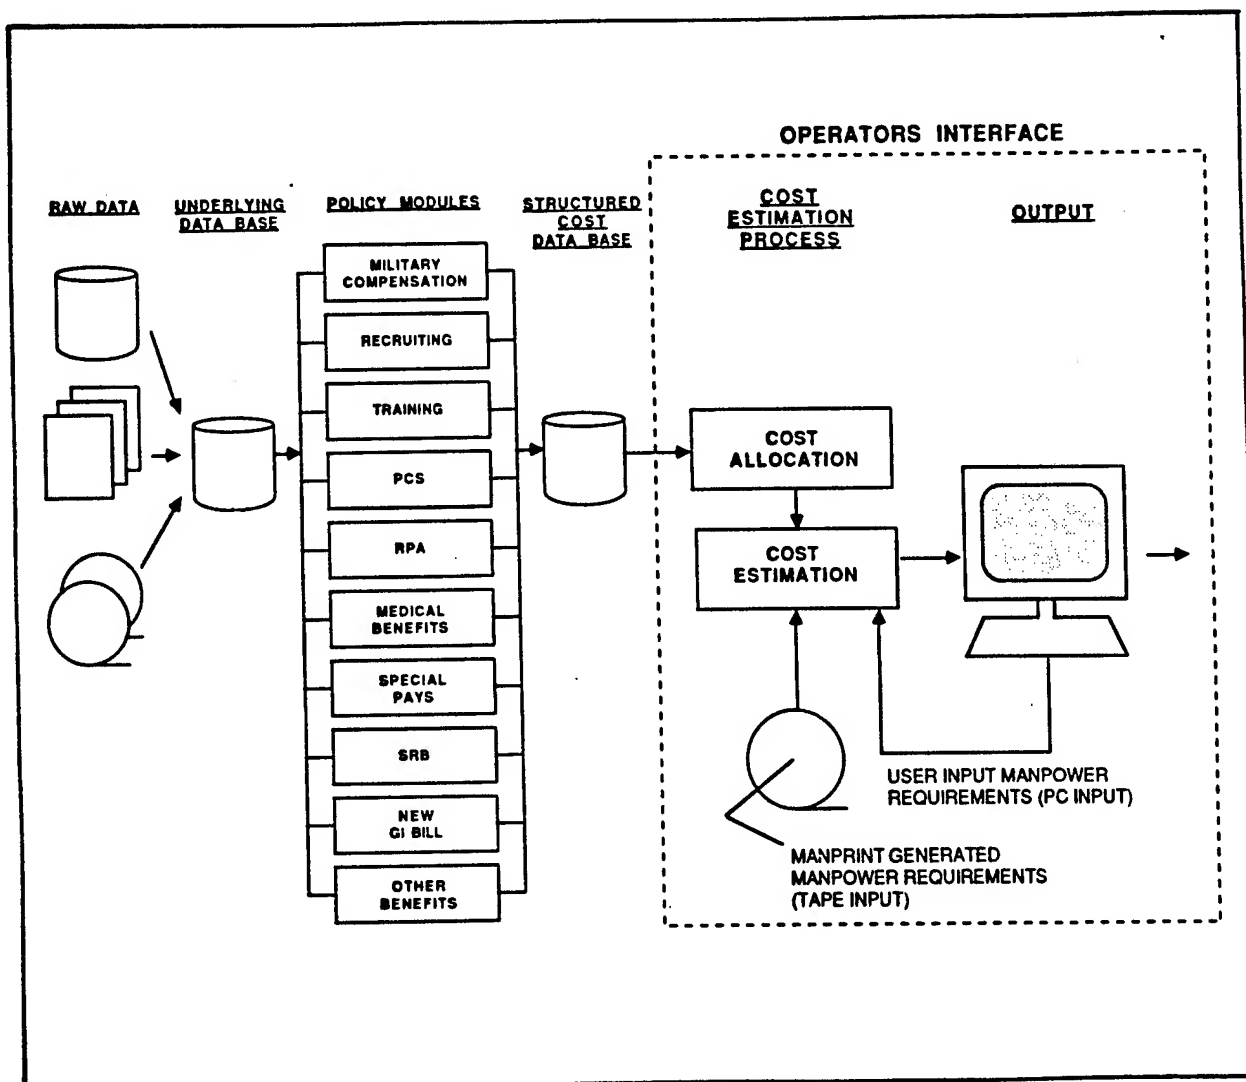 OPERATORS INTERFACE
RAW DATA
UNDERLYING
DATA BASE
POLICY MODULES
STRUCTURED
COST
DATA BASE
COST
ESTIMATION
PROCESS
OUTPUT
MILITARY
COMPENSATION
RECRUITING
TRAINING
PCS
RPA
MEDICAL
BENEFITS
SPECIAL
PAYS
SRB
NEW
GI BILL
OTHER
BENEFITS
COST
ALLOCATION
COST
ESTIMATION
USER INPUT MANPOWER
REQUIREMENTS (PC INPUT)
MANPRINT GENERATED
MANPOWER REQUIREMENTS
(TAPE INPUT)